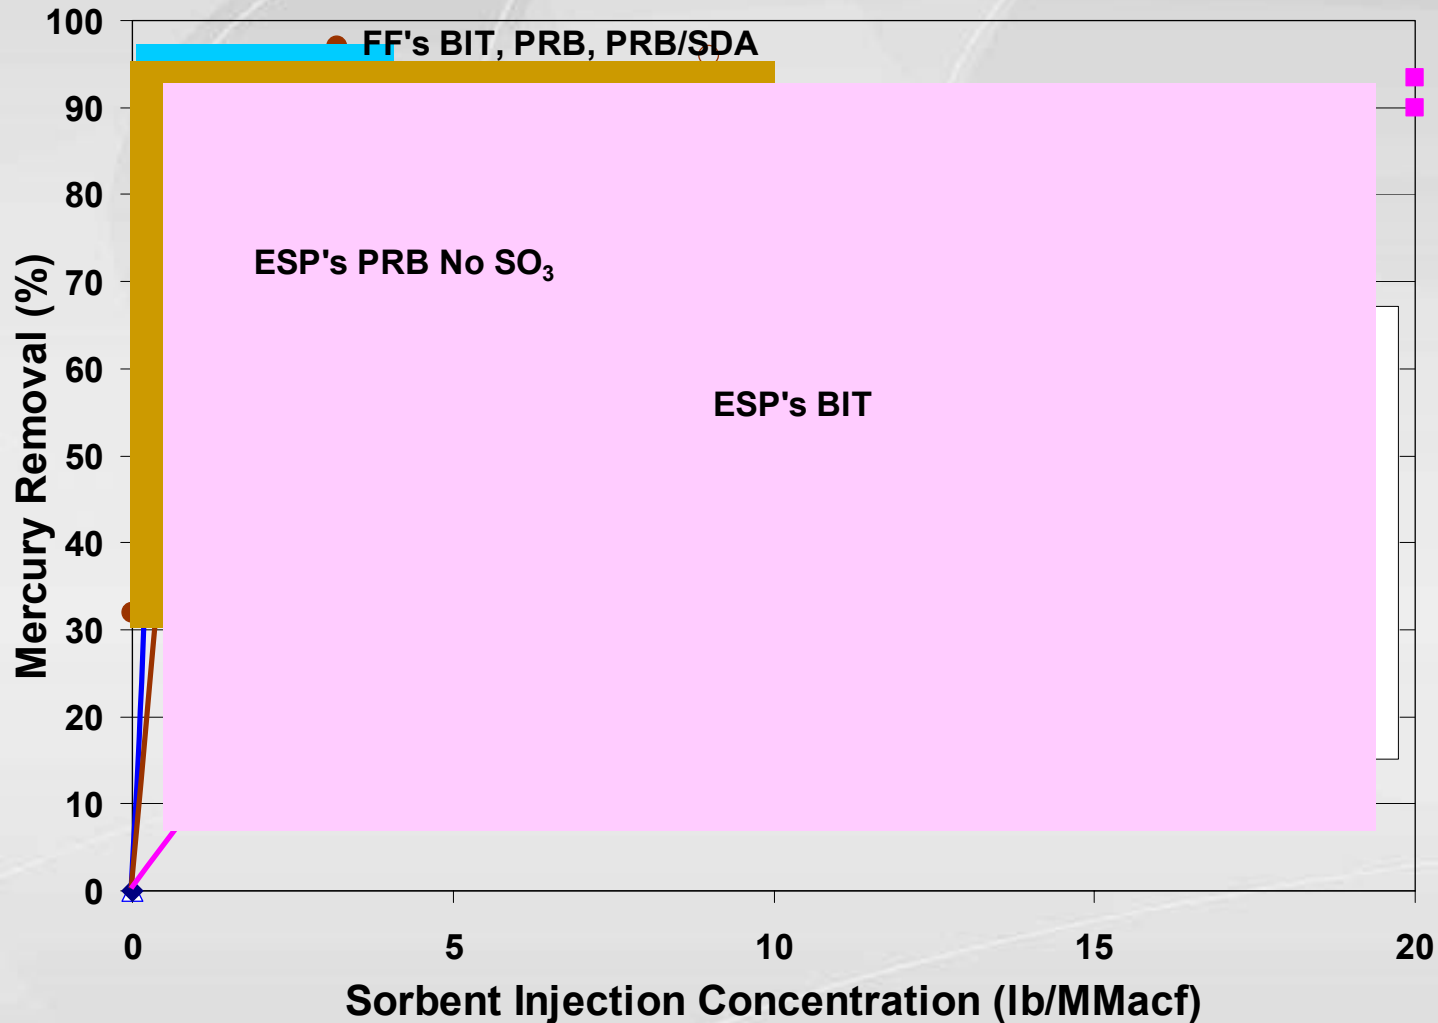 100
90
80
70
60
50
40
30
20
10
0
Mercury Removal (%)
FF's BIT, PRB, PRB/SDA
ESP's PRB No SO₃
ESP's BIT
0 5 10 15 20
Sorbent Injection Concentration (lb/MMacf)